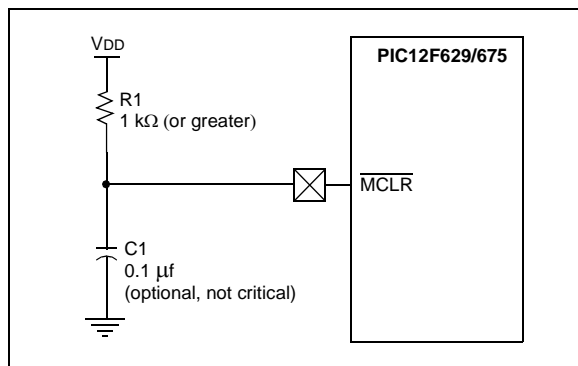 VDD
PIC12F629/675
R1
1 kΩ (or greater)
MCLR
C1
0.1 μf
(optional, not critical)